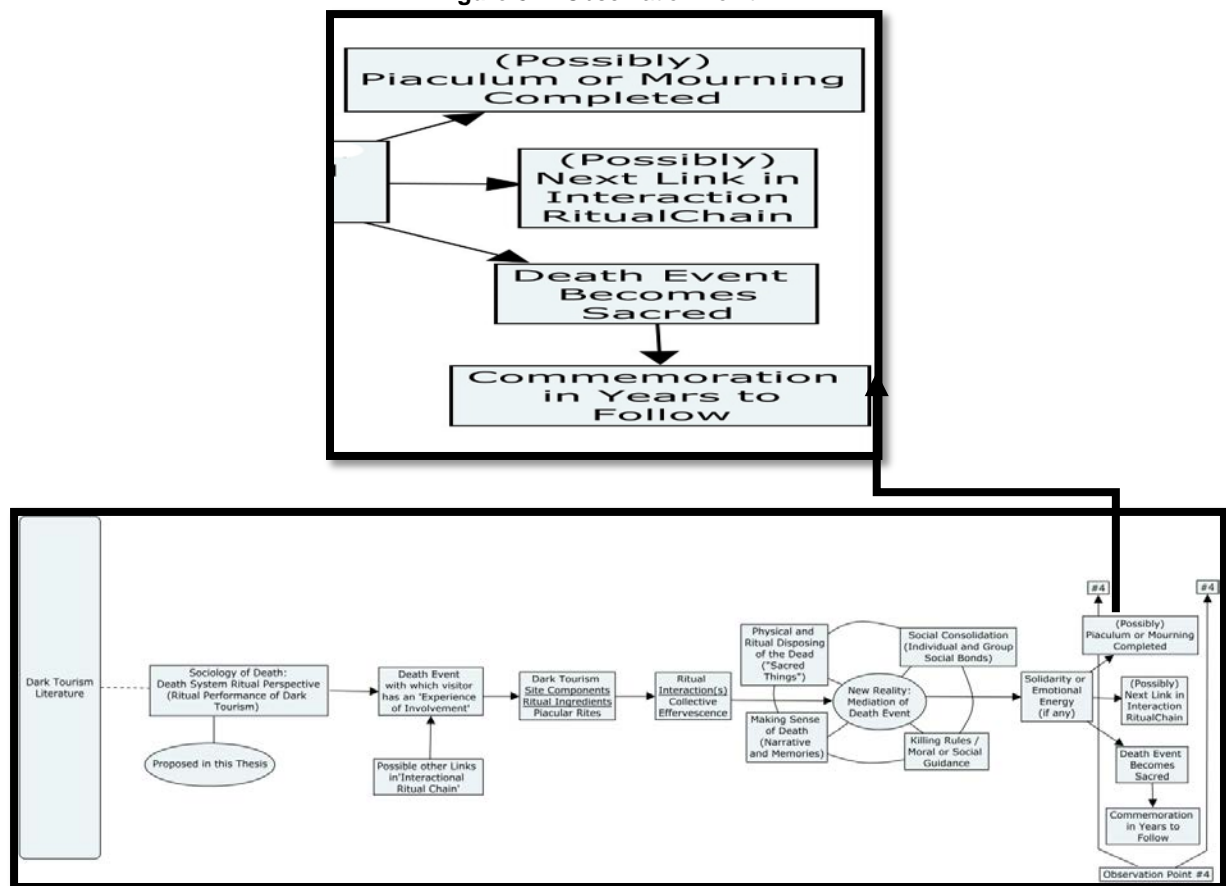 (Possibly)
Piaculum or Mourning
Completed
(Possibly)
Next Link in
Interaction
RitualChain
Death Event
Becomes
Sacred
Commemoration
in Years to
Follow
Dark Tourism
Literature
Sociology of Death:
Death System Ritual Perspective
(Ritual Performance of Dark
Tourism)
Proposed in this Thesis
Death Event
with which visitor
has an 'Experience
of Involvement'
Possible other Links
in'Interactional
Ritual Chain'
Dark Tourism
Site Components
Ritual Ingredients
Piacular Rites
Ritual
Interaction(s)
Collective
Effervescence
Physical and
Ritual Disposing
of the Dead
("Sacred
Things")
Making Sense
of Death
(Narrative
and Memories)
New Reality:
Mediation of
Death Event
Social Consolidation
(Individual and Group
Social Bonds)
Killing Rules /
Moral or Social
Guidance
Solidarity or
Emotional
Energy
(if any)
#4
#4
(Possibly)
Piaculum or Mourning
Completed
(Possibly)
Next Link in
Interaction
RitualChain
Death Event
Becomes
Sacred
Commemoration
in Years to
Follow
Observation Point #4